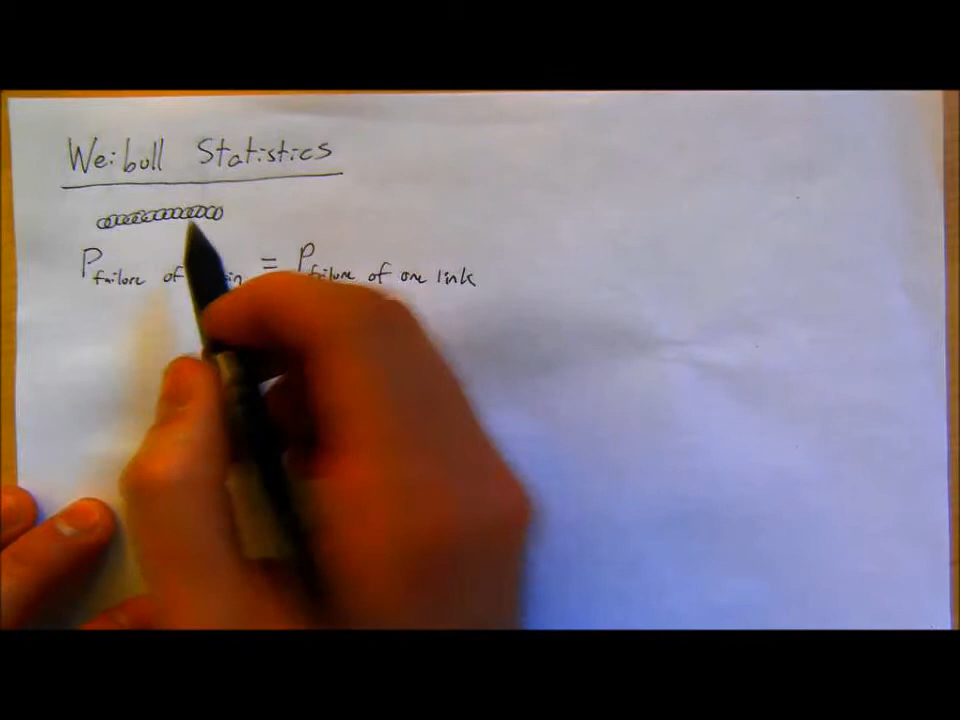 Weibull Statistics
P failure of = P failure of one link